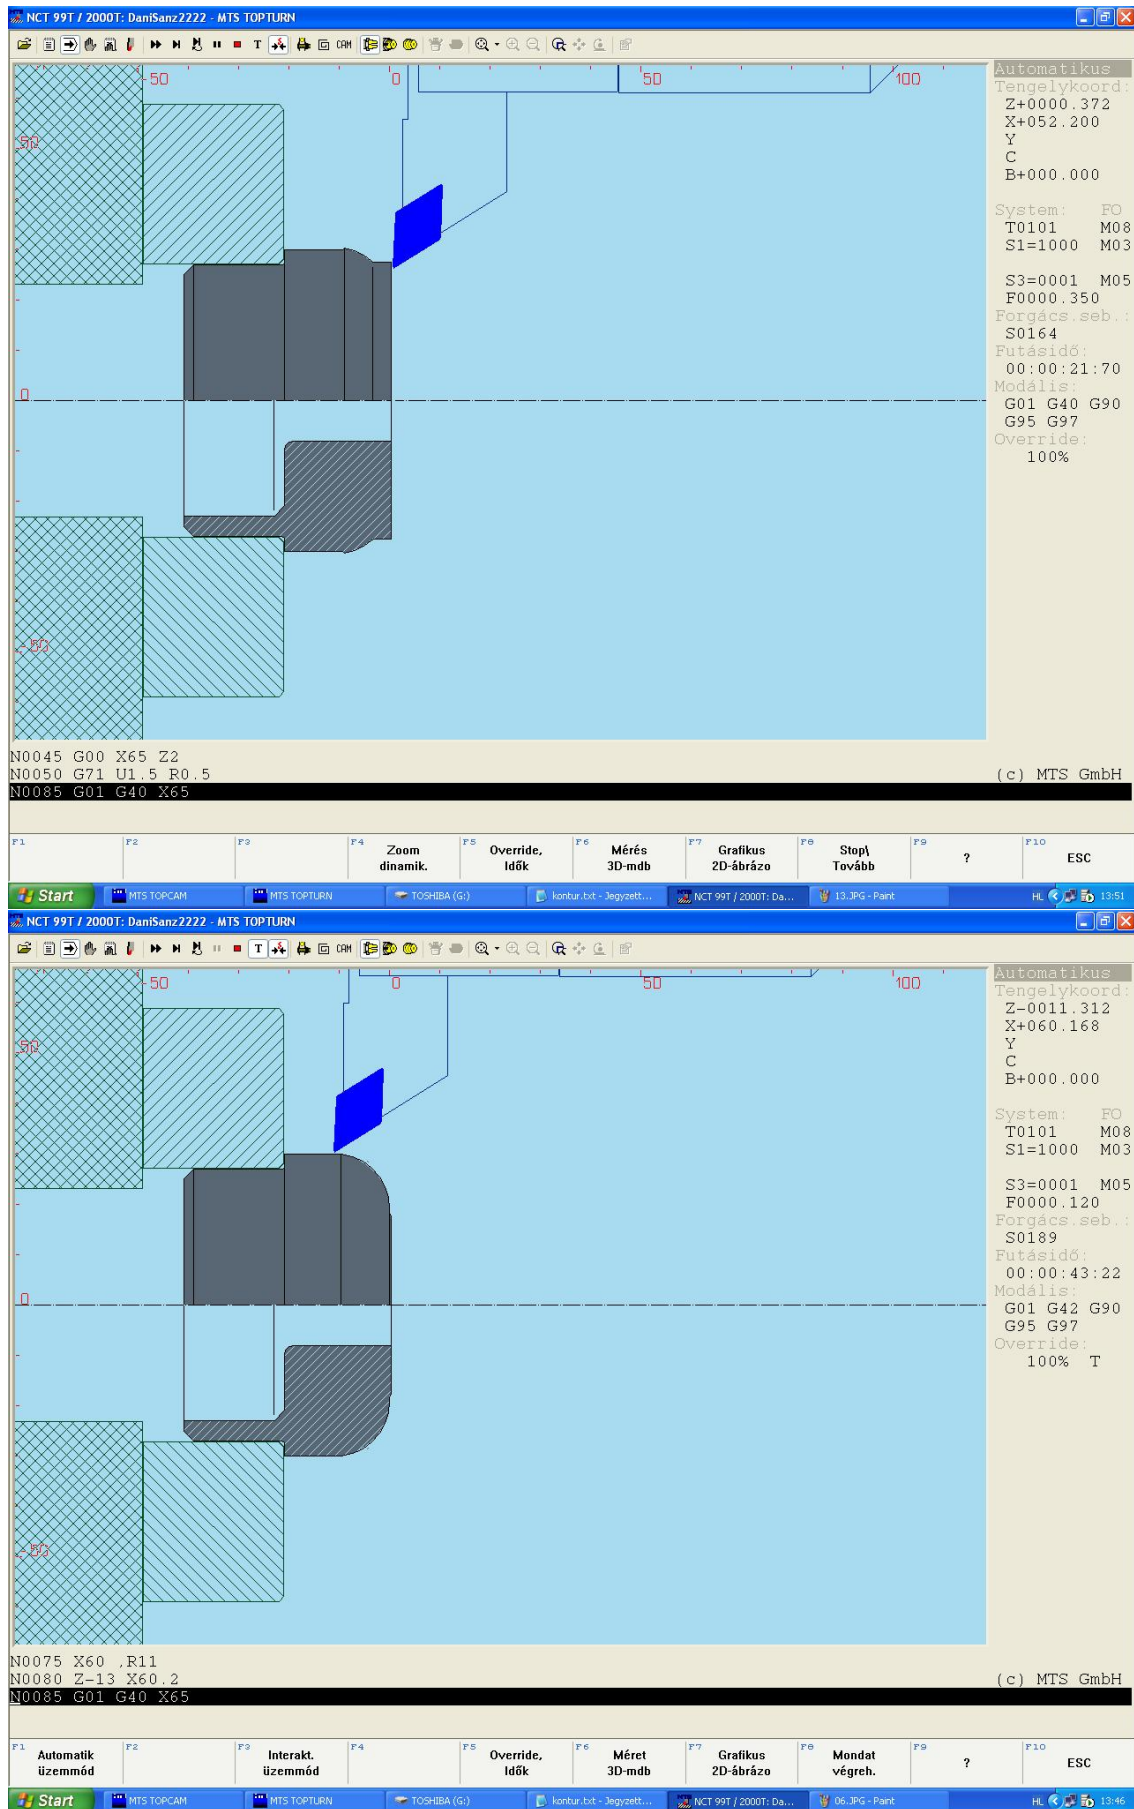 NCT 99T / 2000T: DaniSanz2222 - MTS TOPTURN
T CAM
-50 0 50 100
50
0
-50
Automatikus
Tengelykoord:
Z+0000.372
X+052.200
Y
C
B+000.000
System: FO
T0101 M08
S1=1000 M03
S3=0001 M05
F0000.350
Forgács.seb.:
S0164
Futásidő:
00:00:21:70
Modális:
G01 G40 G90
G95 G97
Override:
100%
N0045 G00 X65 Z2
N0050 G71 U1.5 R0.5
(c) MTS GmbH
N0085 G01 G40 X65
F1 F2 F3 F4 Zoom dinamik. F5 Override, Idők F6 Mérés 3D-mdb F7 Grafikus 2D-ábrázo F8 Stop\ Tovább F9 ? F10 ESC
Start MTS TOPCAM MTS TOPTURN TOSHIBA (G:) kontur.txt - Jegyzett... NCT 99T / 2000T: Da... 13.JPG - Paint HL 13:51
NCT 99T / 2000T: DaniSanz2222 - MTS TOPTURN
T CAM
-50 0 50 100
50
0
-50
Automatikus
Tengelykoord:
Z-0011.312
X+060.168
Y
C
B+000.000
System: FO
T0101 M08
S1=1000 M03
S3=0001 M05
F0000.120
Forgács.seb.:
S0189
Futásidő:
00:00:43:22
Modális:
G01 G42 G90
G95 G97
Override:
100% T
N0075 X60 ,R11
N0080 Z-13 X60.2
(c) MTS GmbH
N0085 G01 G40 X65
F1 Automatik üzemmód F2 F3 Interakt. üzemmód F4 F5 Override, Idők F6 Méret 3D-mdb F7 Grafikus 2D-ábrázo F8 Mondat végreh. F9 ? F10 ESC
Start MTS TOPCAM MTS TOPTURN TOSHIBA (G:) kontur.txt - Jegyzett... NCT 99T / 2000T: Da... 06.JPG - Paint HL 13:46